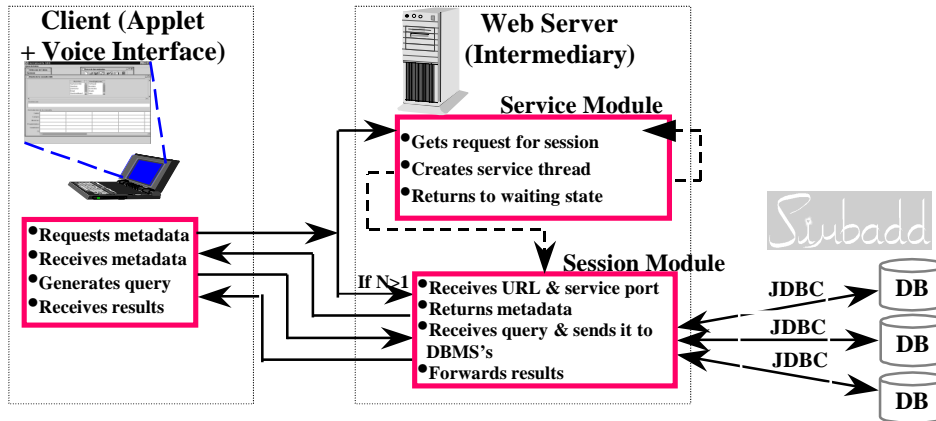 Client (Applet
+ Voice Interface)
Web Server
(Intermediary)
Service Module
•Gets request for session
•Creates service thread
•Returns to waiting state
•Requests metadata
•Receives metadata
•Generates query
•Receives results
If N>1
Session Module
•Receives URL & service port
•Returns metadata
•Receives query & sends it to
DBMS's
•Forwards results
Simbadd
JDBC
JDBC
JDBC
DB
DB
DB